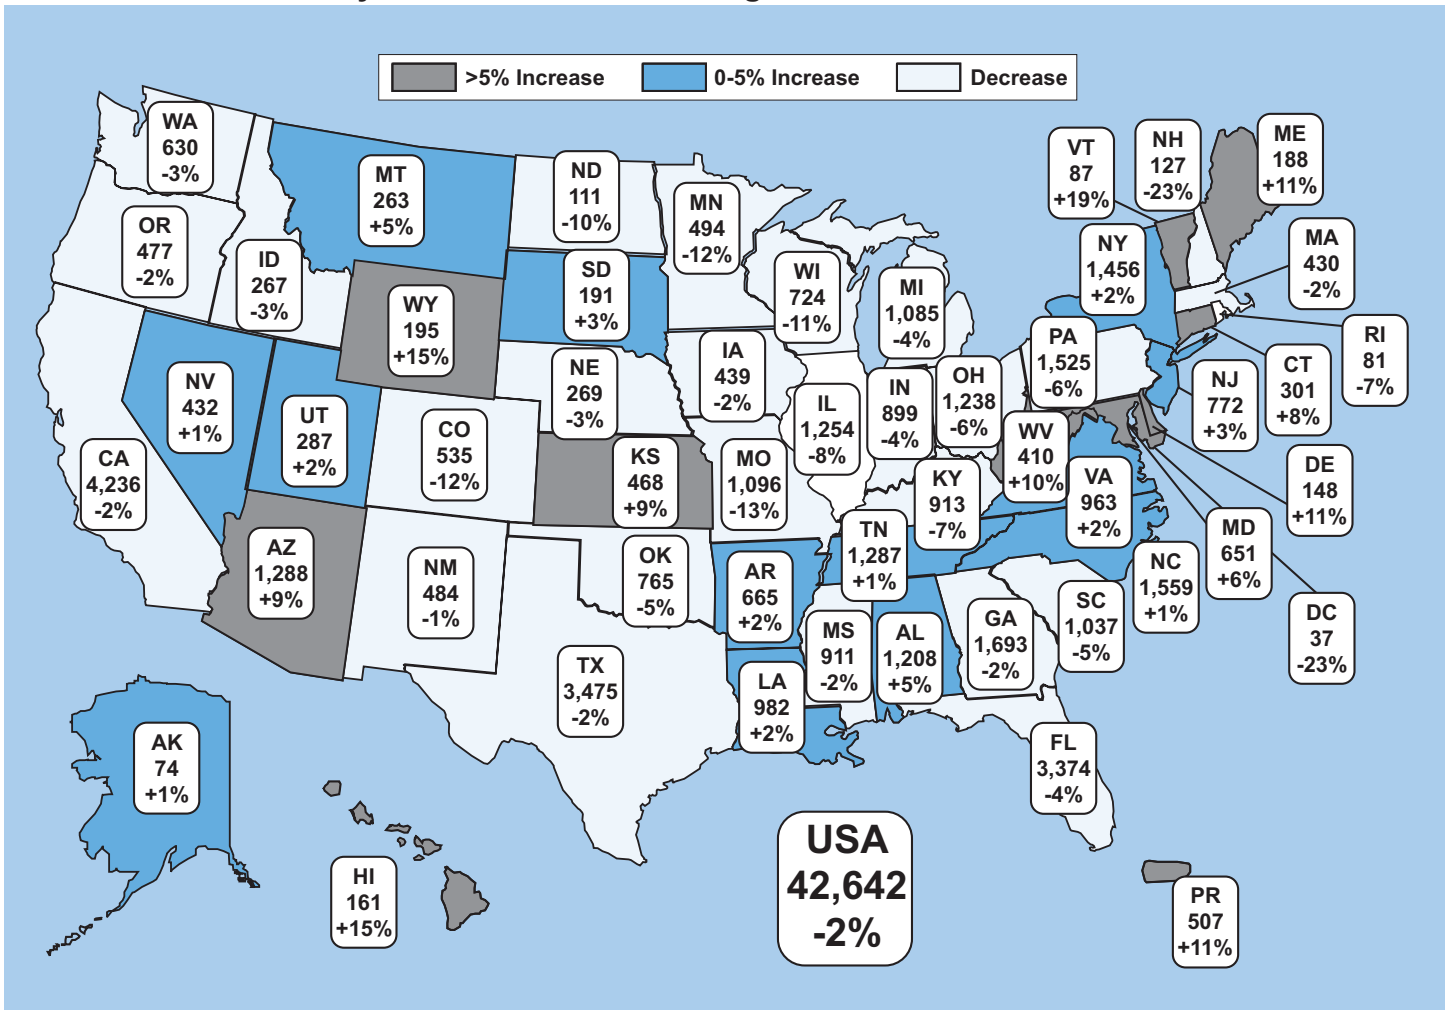 >5% Increase
0-5% Increase
Decrease
WA
630
-3%
MT
263
+5%
ND
111
-10%
MN
494
-12%
VT
87
+19%
NH
127
-23%
ME
188
+11%
OR
477
-2%
ID
267
-3%
WY
195
+15%
SD
191
+3%
WI
724
-11%
MI
1,085
-4%
NY
1,456
+2%
MA
430
-2%
RI
81
-7%
CT
301
+8%
NJ
772
+3%
PA
1,525
-6%
NV
432
+1%
UT
287
+2%
CO
535
-12%
NE
269
-3%
IA
439
-2%
IL
1,254
-8%
IN
899
-4%
OH
1,238
-6%
WV
410
+10%
VA
963
+2%
DE
148
+11%
MD
651
+6%
DC
37
-23%
CA
4,236
-2%
AZ
1,288
+9%
NM
484
-1%
KS
468
+9%
MO
1,096
-13%
KY
913
-7%
OK
765
-5%
AR
665
+2%
TN
1,287
+1%
NC
1,559
+1%
SC
1,037
-5%
TX
3,475
-2%
LA
982
+2%
MS
911
-2%
AL
1,208
+5%
GA
1,693
-2%
FL
3,374
-4%
AK
74
+1%
HI
161
+15%
USA
42,642
-2%
PR
507
+11%